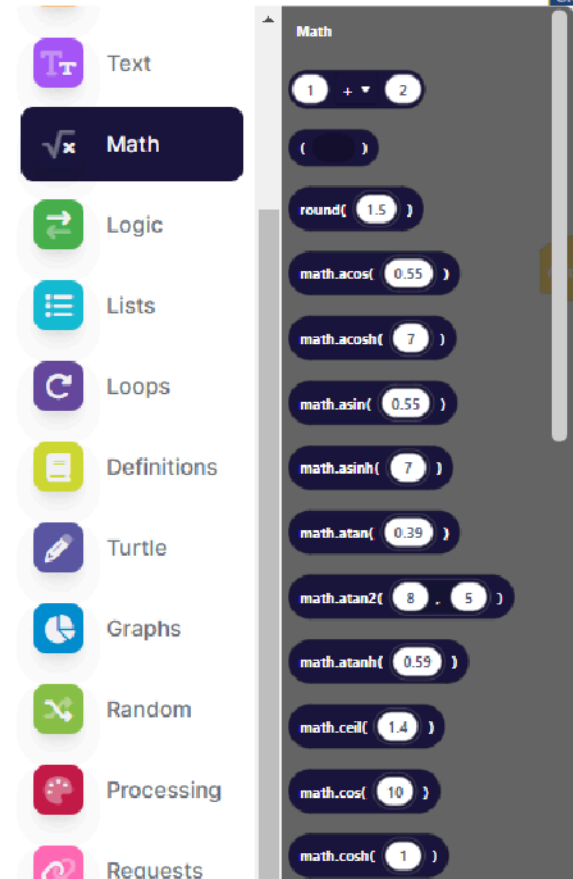 Text
Math
Logic
Lists
Loops
Definitions
Turtle
Graphs
Random
Processing
Requests
Math
1 + 2
( )
round( 1.5 )
math.acos( 0.55 )
math.acosh( 7 )
math.asin( 0.55 )
math.asinh( 7 )
math.atan( 0.39 )
math.atan2( 8 , 5 )
math.atanh( 0.59 )
math.ceil( 1.4 )
math.cos( 10 )
math.cosh( 1 )